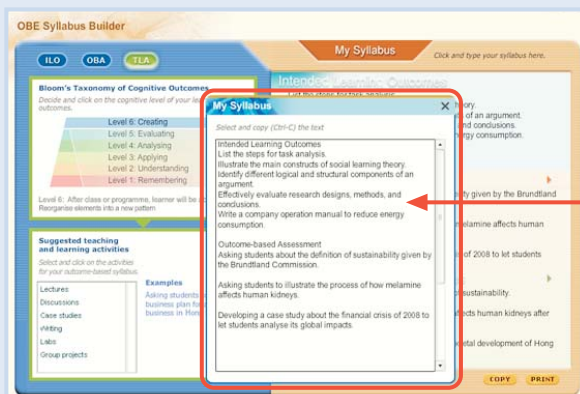 OBE Syllabus Builder
ILO
OBA
TLA
Bloom's Taxonomy of Cognitive Outcomes
Decide and click on the cognitive level of your
Level 6: Creating
Level 5: Evaluating
Level 4: Analysing
Level 3: Applying
Level 2: Understanding
Level 1: Remembering
Level 6: After class or programme, learner will be
Reorganise elements into a new pattern
Suggested teaching
and learning activities
Select and click on the activities
for your outcome-based syllabus.
Lectures
Discussions
Case studies
Writing
Labs
Group projects
Examples
Asking students
business plan for
business in Hon
My Syllabus
Click and type your syllabus here.
Intended Learning Outcomes
My Syllabus
Select and copy (Ctrl-C) the text
Intended Learning Outcomes
List the steps for task analysis.
Illustrate the main constructs of social learning theory.
Identify different logical and structural components of an
argument.
Effectively evaluate research designs, methods, and
conclusions.
Write a company operation manual to reduce energy
consumption.
Outcome-based Assessment
Asking students about the definition of sustainability given by
the Brundtland Commission.
Asking students to illustrate the process of how melamine
affects human kidneys.
Developing a case study about the financial crisis of 2008 to
let students analyse its global impacts.
of an argument.
and conclusions.
energy consumption.
given by the Brundtland
melamine affects human
of 2008 to let students
sustainability.
affects human kidneys after
development of Hong
COPY
PRINT